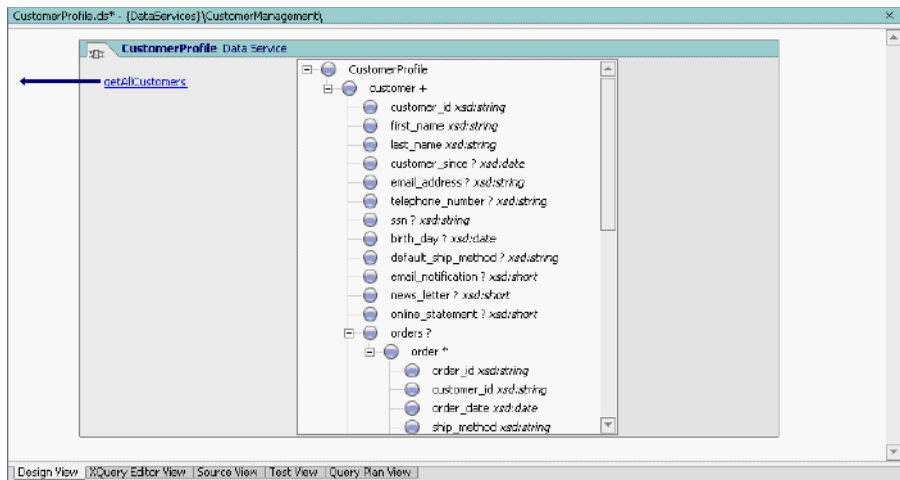 CustomerProfile.ds* - {DataServices}\CustomerManagement\
CustomerProfile Data Service
getAllCustomers
CustomerProfile
customer +
customer_id xsd:string
first_name xsd:string
last_name xsd:string
customer_since ? xsd:date
email_address ? xsd:string
telephone_number ? xsd:string
ssn ? xsd:string
birth_day ? xsd:date
default_ship_method ? xsd:string
email_notification ? xsd:short
news_letter ? xsd:short
online_statement ? xsd:short
orders ?
order *
order_id xsd:string
customer_id xsd:string
order_date xsd:date
ship_method xsd:string
Design View | XQuery Editor View | Source View | Test View | Query Plan View